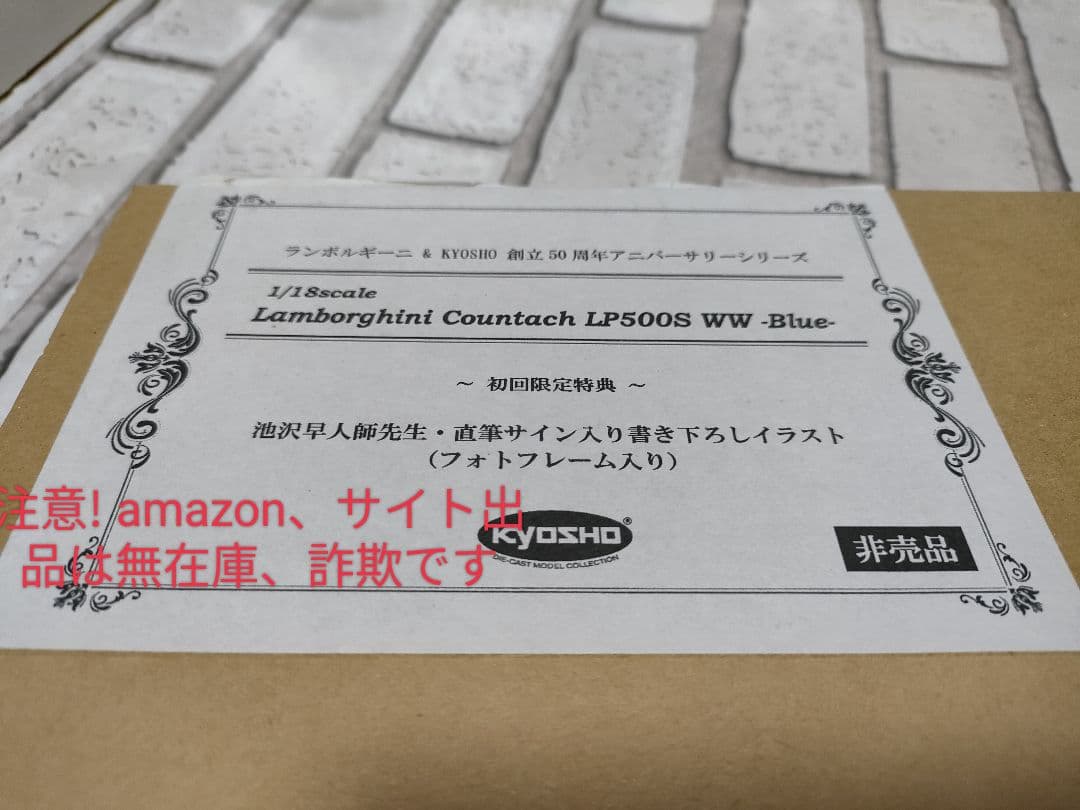 ランボルギーニ & KYOSHO 創立50周年アニバーサリーシリーズ
1/18scale
Lamborghini Countach LP500S WW -Blue-
～ 初回限定特典 ～
池沢早人師先生・直筆サイン入り書き下ろしイラスト
（フォトフレーム入り）
注意! amazon、サイト出
品は無在庫、詐欺です
KYOSHO®
DIE-CAST MODEL COLLECTION
非売品